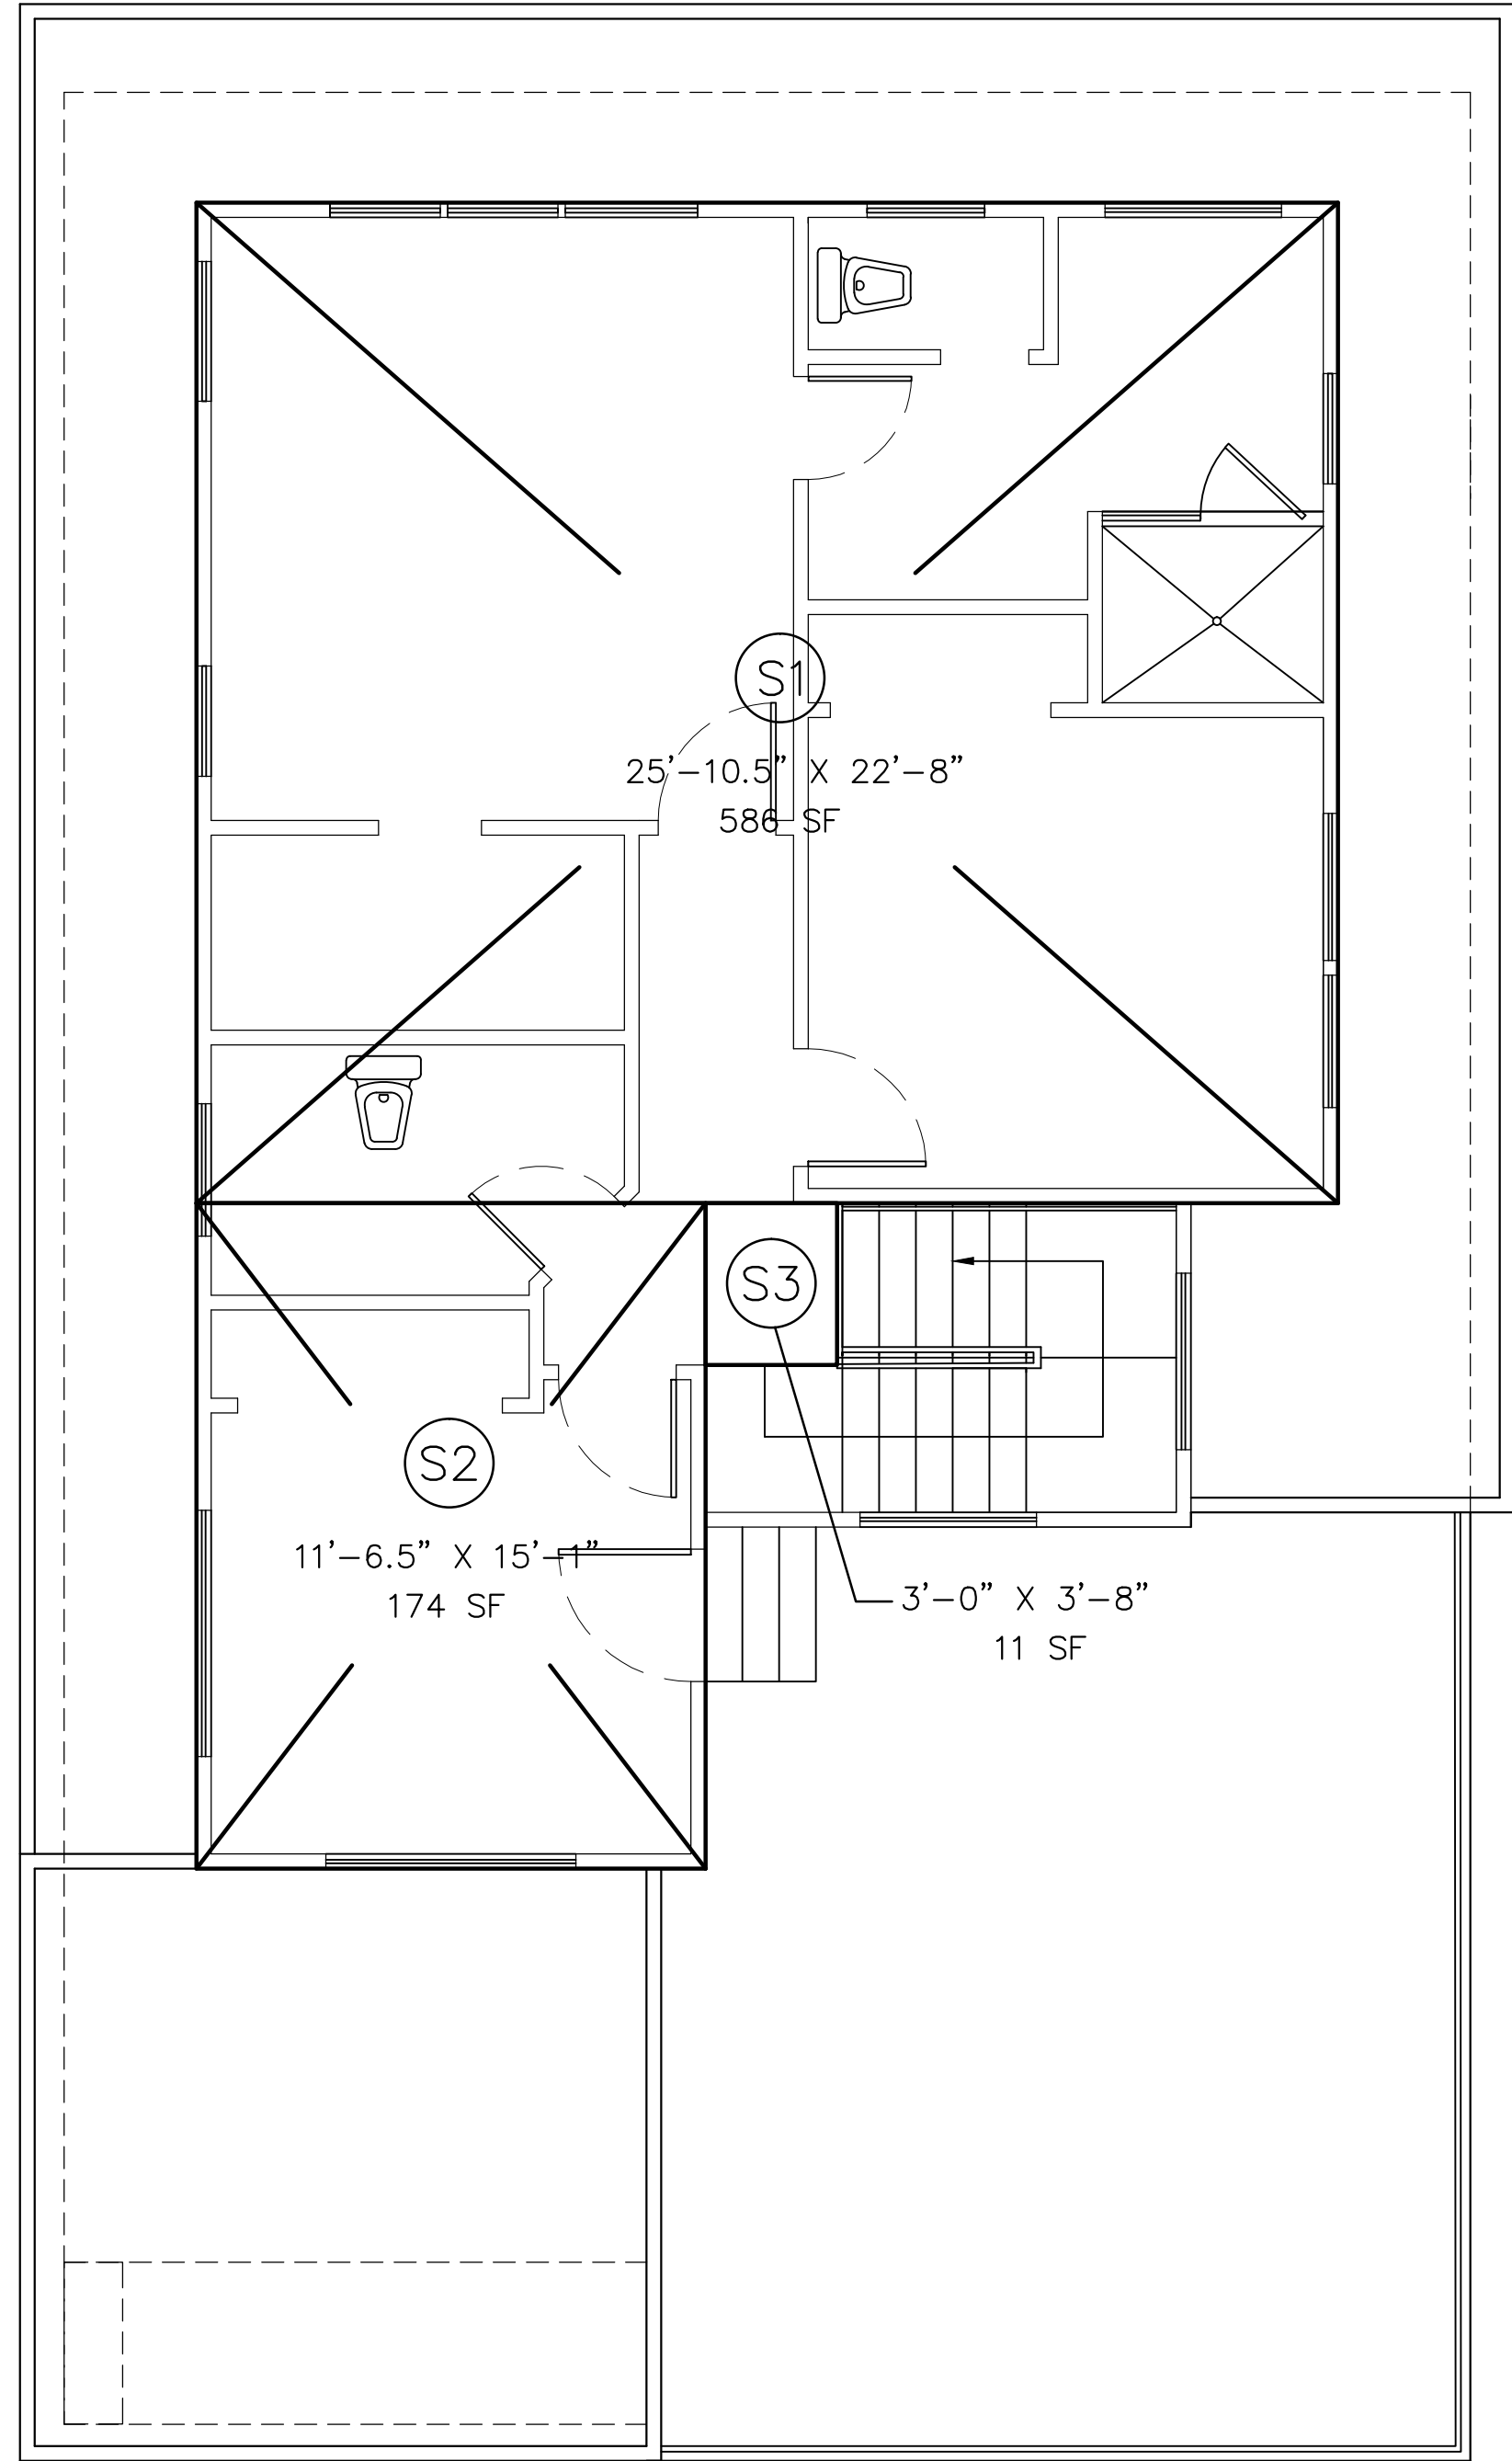 S1
25’-10.5” X 22’-8”
586 SF
S3
S2
11’-6.5” X 15’-1”
174 SF
3’-0” X 3’-8”
11 SF